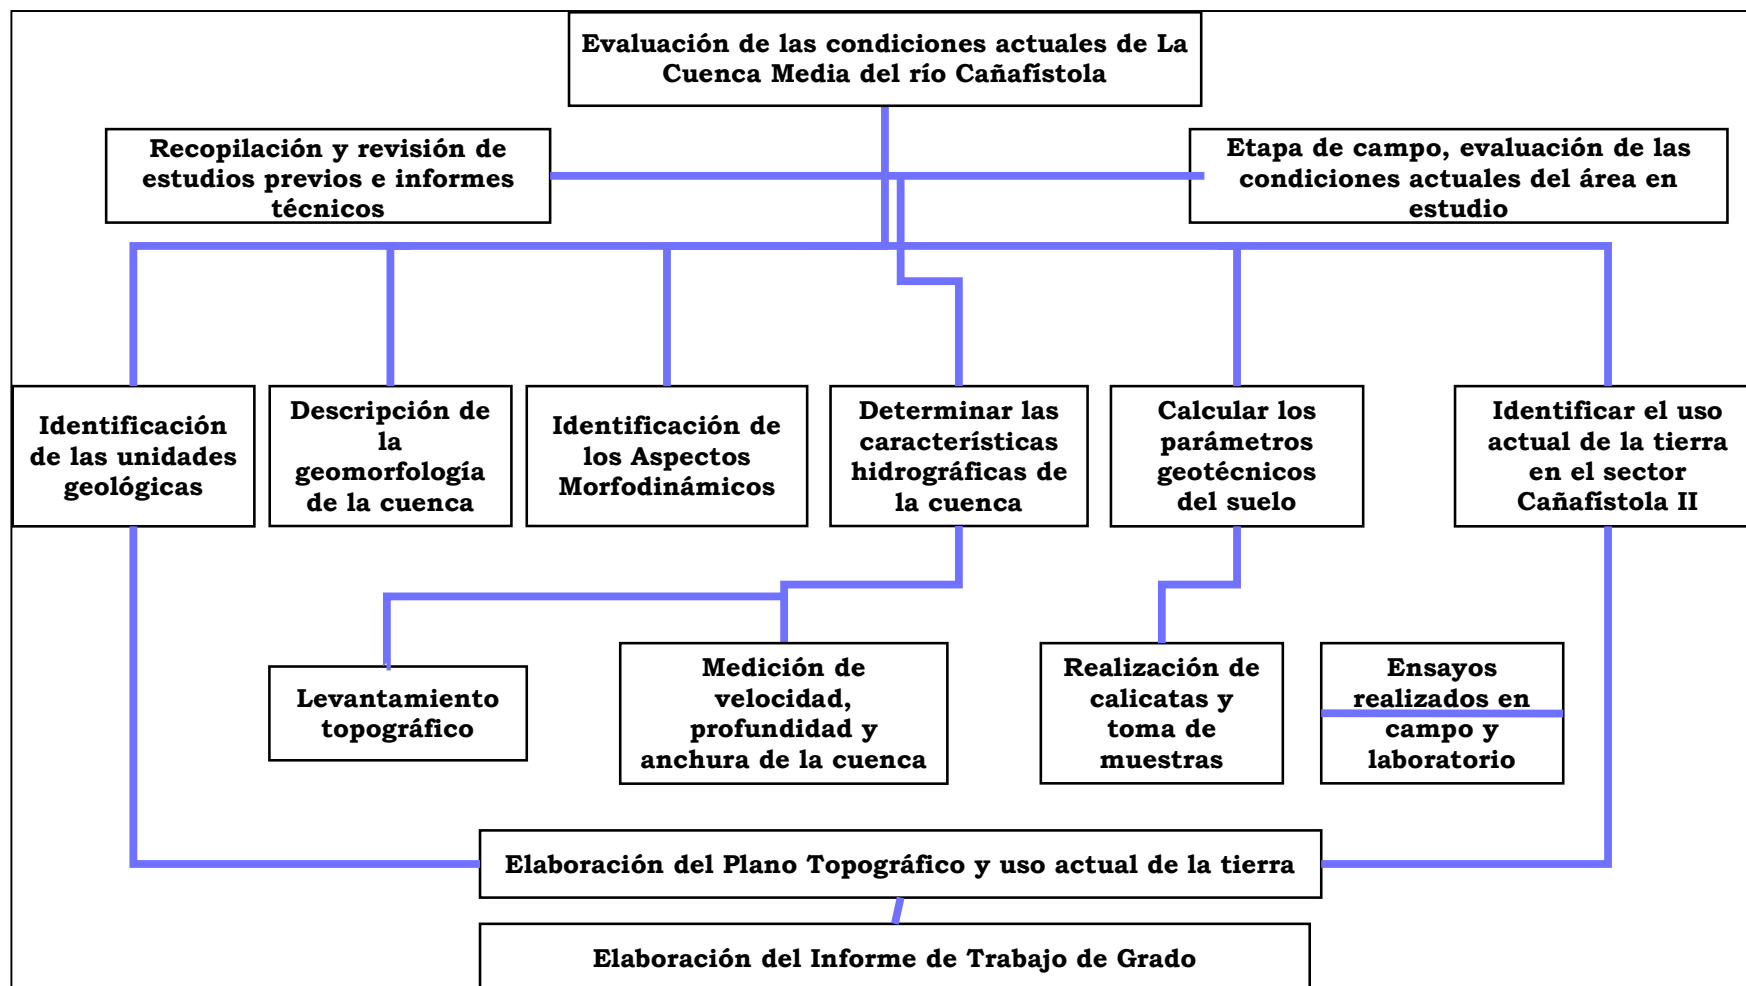 Evaluación de las condiciones actuales de La
Cuenca Media del río Cañafístola
Recopilación y revisión de
estudios previos e informes
técnicos
Etapa de campo, evaluación de las
condiciones actuales del área en
estudio
Identificación
de las unidades
geológicas
Descripción de
la
geomorfología
de la cuenca
Identificación de
los Aspectos
Morfodinámicos
Determinar las
características
hidrográficas de
la cuenca
Calcular los
parámetros
geotécnicos
del suelo
Identificar el uso
actual de la tierra
en el sector
Cañafístola II
Levantamiento
topográfico
Medición de
velocidad,
profundidad y
anchura de la cuenca
Realización de
calicatas y
toma de
muestras
Ensayos
realizados en
campo y
laboratorio
Elaboración del Plano Topográfico y uso actual de la tierra
Elaboración del Informe de Trabajo de Grado